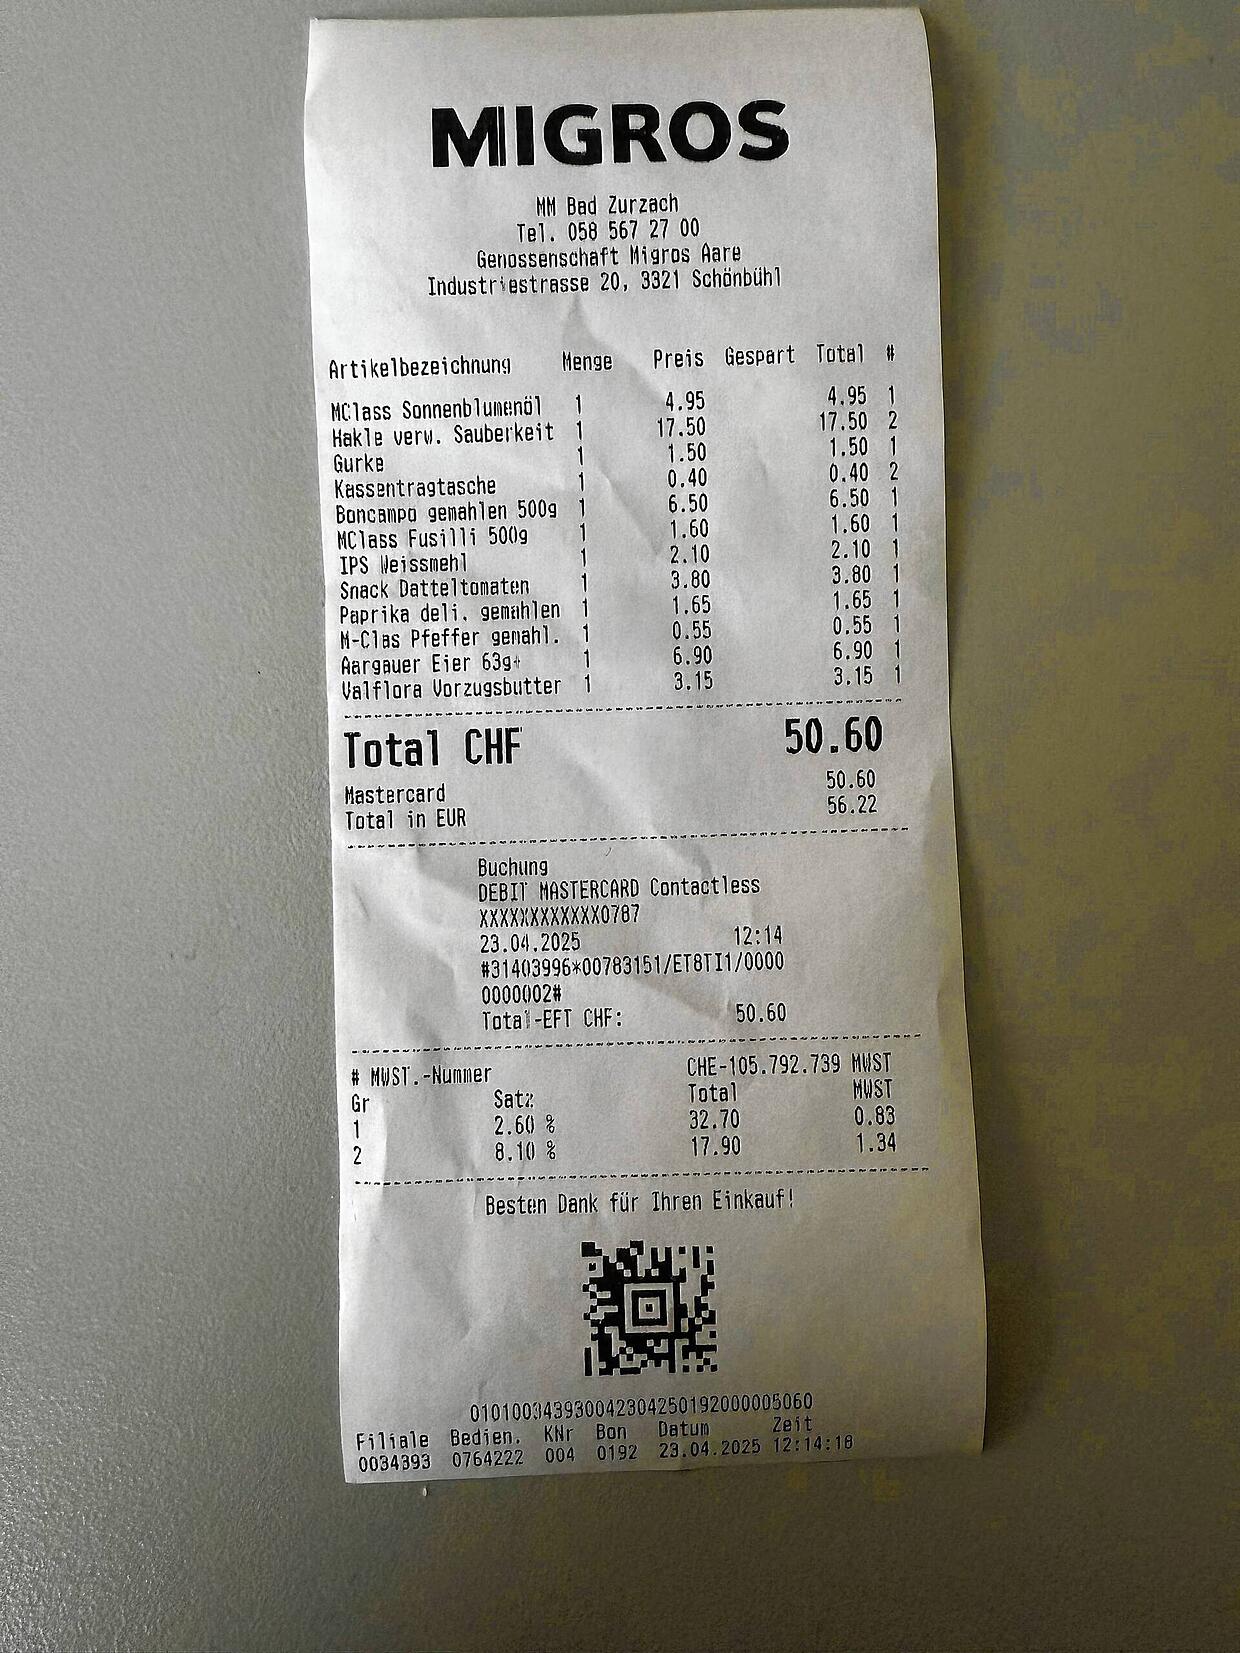 MIGROS
MM Bad Zurzach
Tel. 058 567 27 00
Genossenschaft Migros Aare
Industriestrasse 20, 3321 Schönbühl
Artikelbezeichnung Menge Preis Gespart Total #
MClass Sonnenblumenöl 1 4.95 4.95 1
Hakle verw. Sauberkeit 1 17.50 17.50 2
Gurke 1 1.50 1.50 1
Kassentragtasche 1 0.40 0.40 2
Boncampo gemahlen 500g 1 6.50 6.50 1
MClass Fusilli 500g 1 1.60 1.60 1
IPS Weissmehl 1 2.10 2.10 1
Snack Datteltomaten 1 3.80 3.80 1
Paprika deli. gemahlen 1 1.65 1.65 1
M-Clas Pfeffer gemahl. 1 0.55 0.55 1
Aargauer Eier 63g+ 1 6.90 6.90 1
Valflora Vorzugsbutter 1 3.15 3.15 1
Total CHF 50.60
Mastercard 50.60
Total in EUR 56.22
Buchung
DEBIT MASTERCARD Contactless
XXXXXXXXXXXX0787
23.04.2025 12:14
#31403996*00783151/ET8TI1/0000
0000002#
Total-EFT CHF: 50.60
# MWST.-Nummer CHE-105.792.739 MWST
Gr Satz Total MWST
1 2.60 % 32.70 0.83
2 8.10 % 17.90 1.34
Besten Dank für Ihren Einkauf!
0101003439300423042501920000​05060
Filiale Bedien. KNr Bon Datum Zeit
0034393 0764222 004 0192 23.04.2025 12:14:18